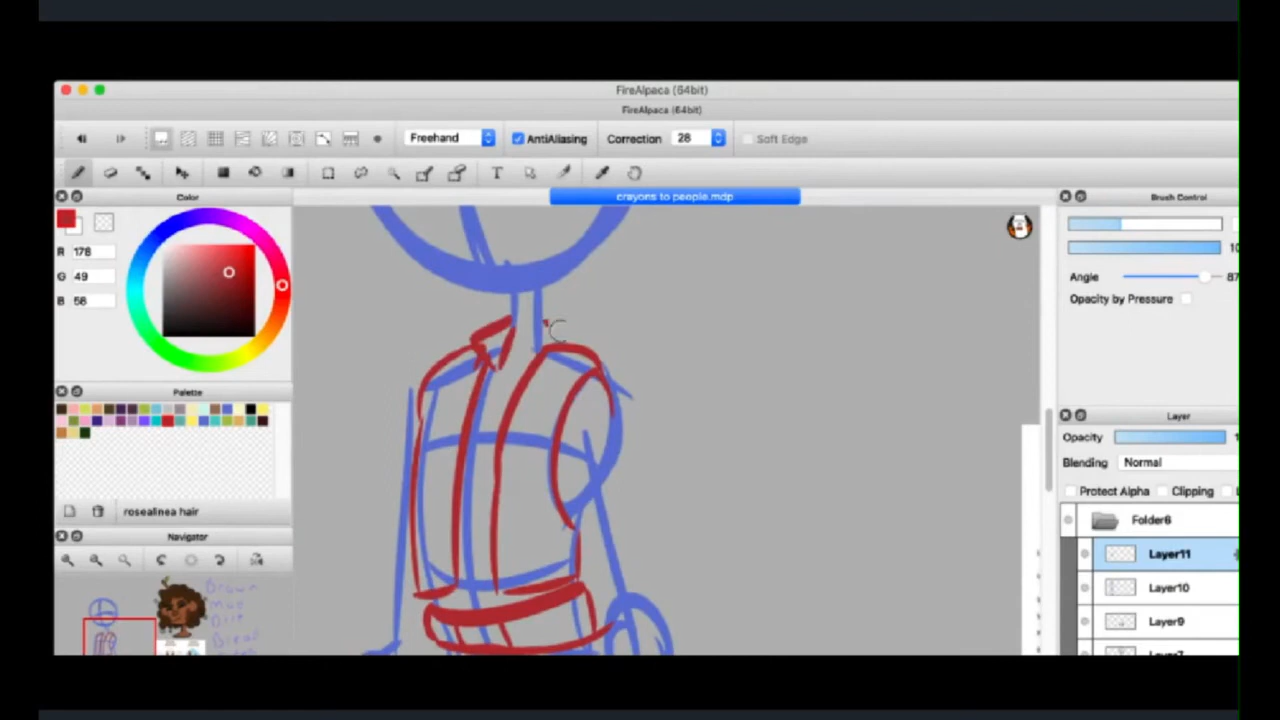 FireAlpaca (64bit)
FireAlpaca (64bit)
Freehand AntiAliasing Correction 28 Soft Edge
Color crayons to people.mdp Brush Control
R 178
G 49
B 58
Angle 87
Opacity by Pressure
Palette
Layer
Opacity
Blending Normal
Protect Alpha Clipping
rosealinea hair
Folder6
Navigator
Layer11
Layer10
Layer9
Brown